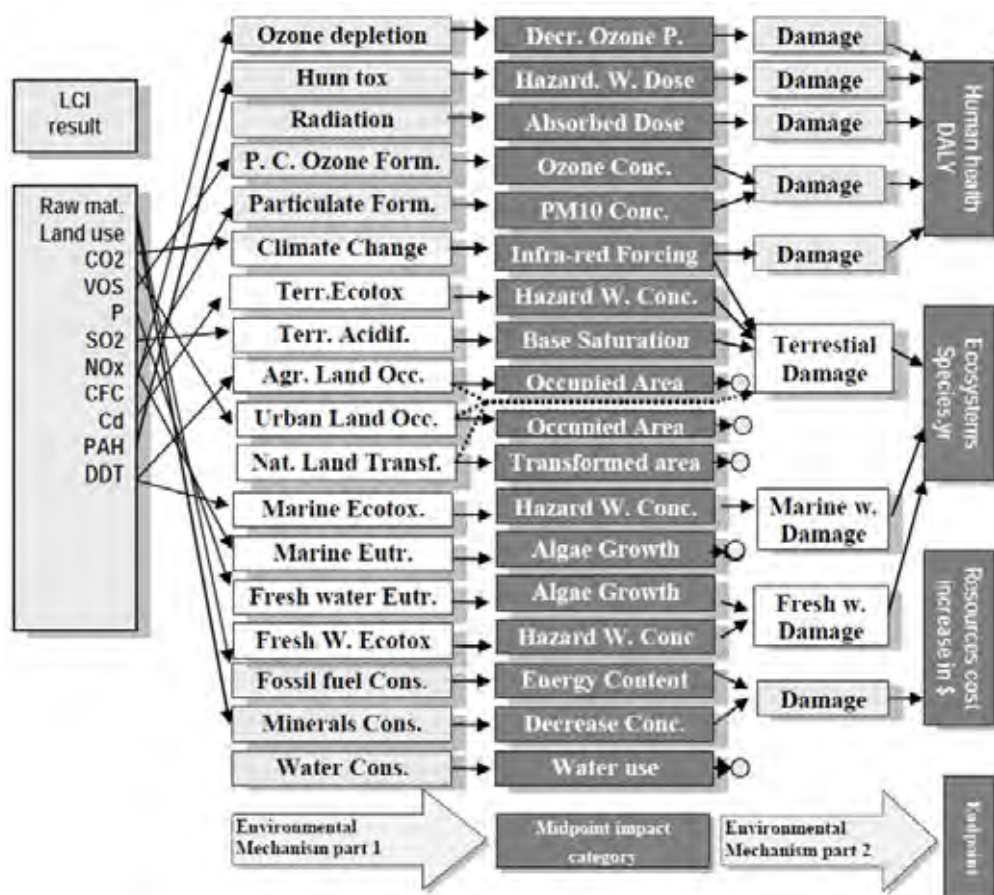 LCI
result
Raw mat.
Land use
CO2
VOS
P
SO2
NOx
CFC
Cd
PAH
DDT
Ozone depletion
Hum tox
Radiation
P. C. Ozone Form.
Particulate Form.
Climate Change
Terr.Ecotox
Terr. Acidif.
Agr. Land Occ.
Urban Land Occ.
Nat. Land Transf.
Marine Ecotox.
Marine Eutr.
Fresh water Eutr.
Fresh W. Ecotox
Fossil fuel Cons.
Minerals Cons.
Water Cons.
Decr. Ozone P.
Hazard. W. Dose
Absorbed Dose
Ozone Conc.
PM10 Conc.
Infra-red Forcing
Hazard W. Conc.
Base Saturation
Occupied Area
Occupied Area
Transformed area
Hazard W. Conc.
Algae Growth
Algae Growth
Hazard W. Conc
Energy Content
Decrease Conc.
Water use
Damage
Damage
Damage
Damage
Damage
Terrestial
Damage
Marine w.
Damage
Fresh w.
Damage
Damage
Human health
DALY
Ecosystems
Species.yr
Resources cost
increase in $
Environmental
Mechanism part 1
Midpoint impact
category
Environmental
Mechanism part 2
Endpoint